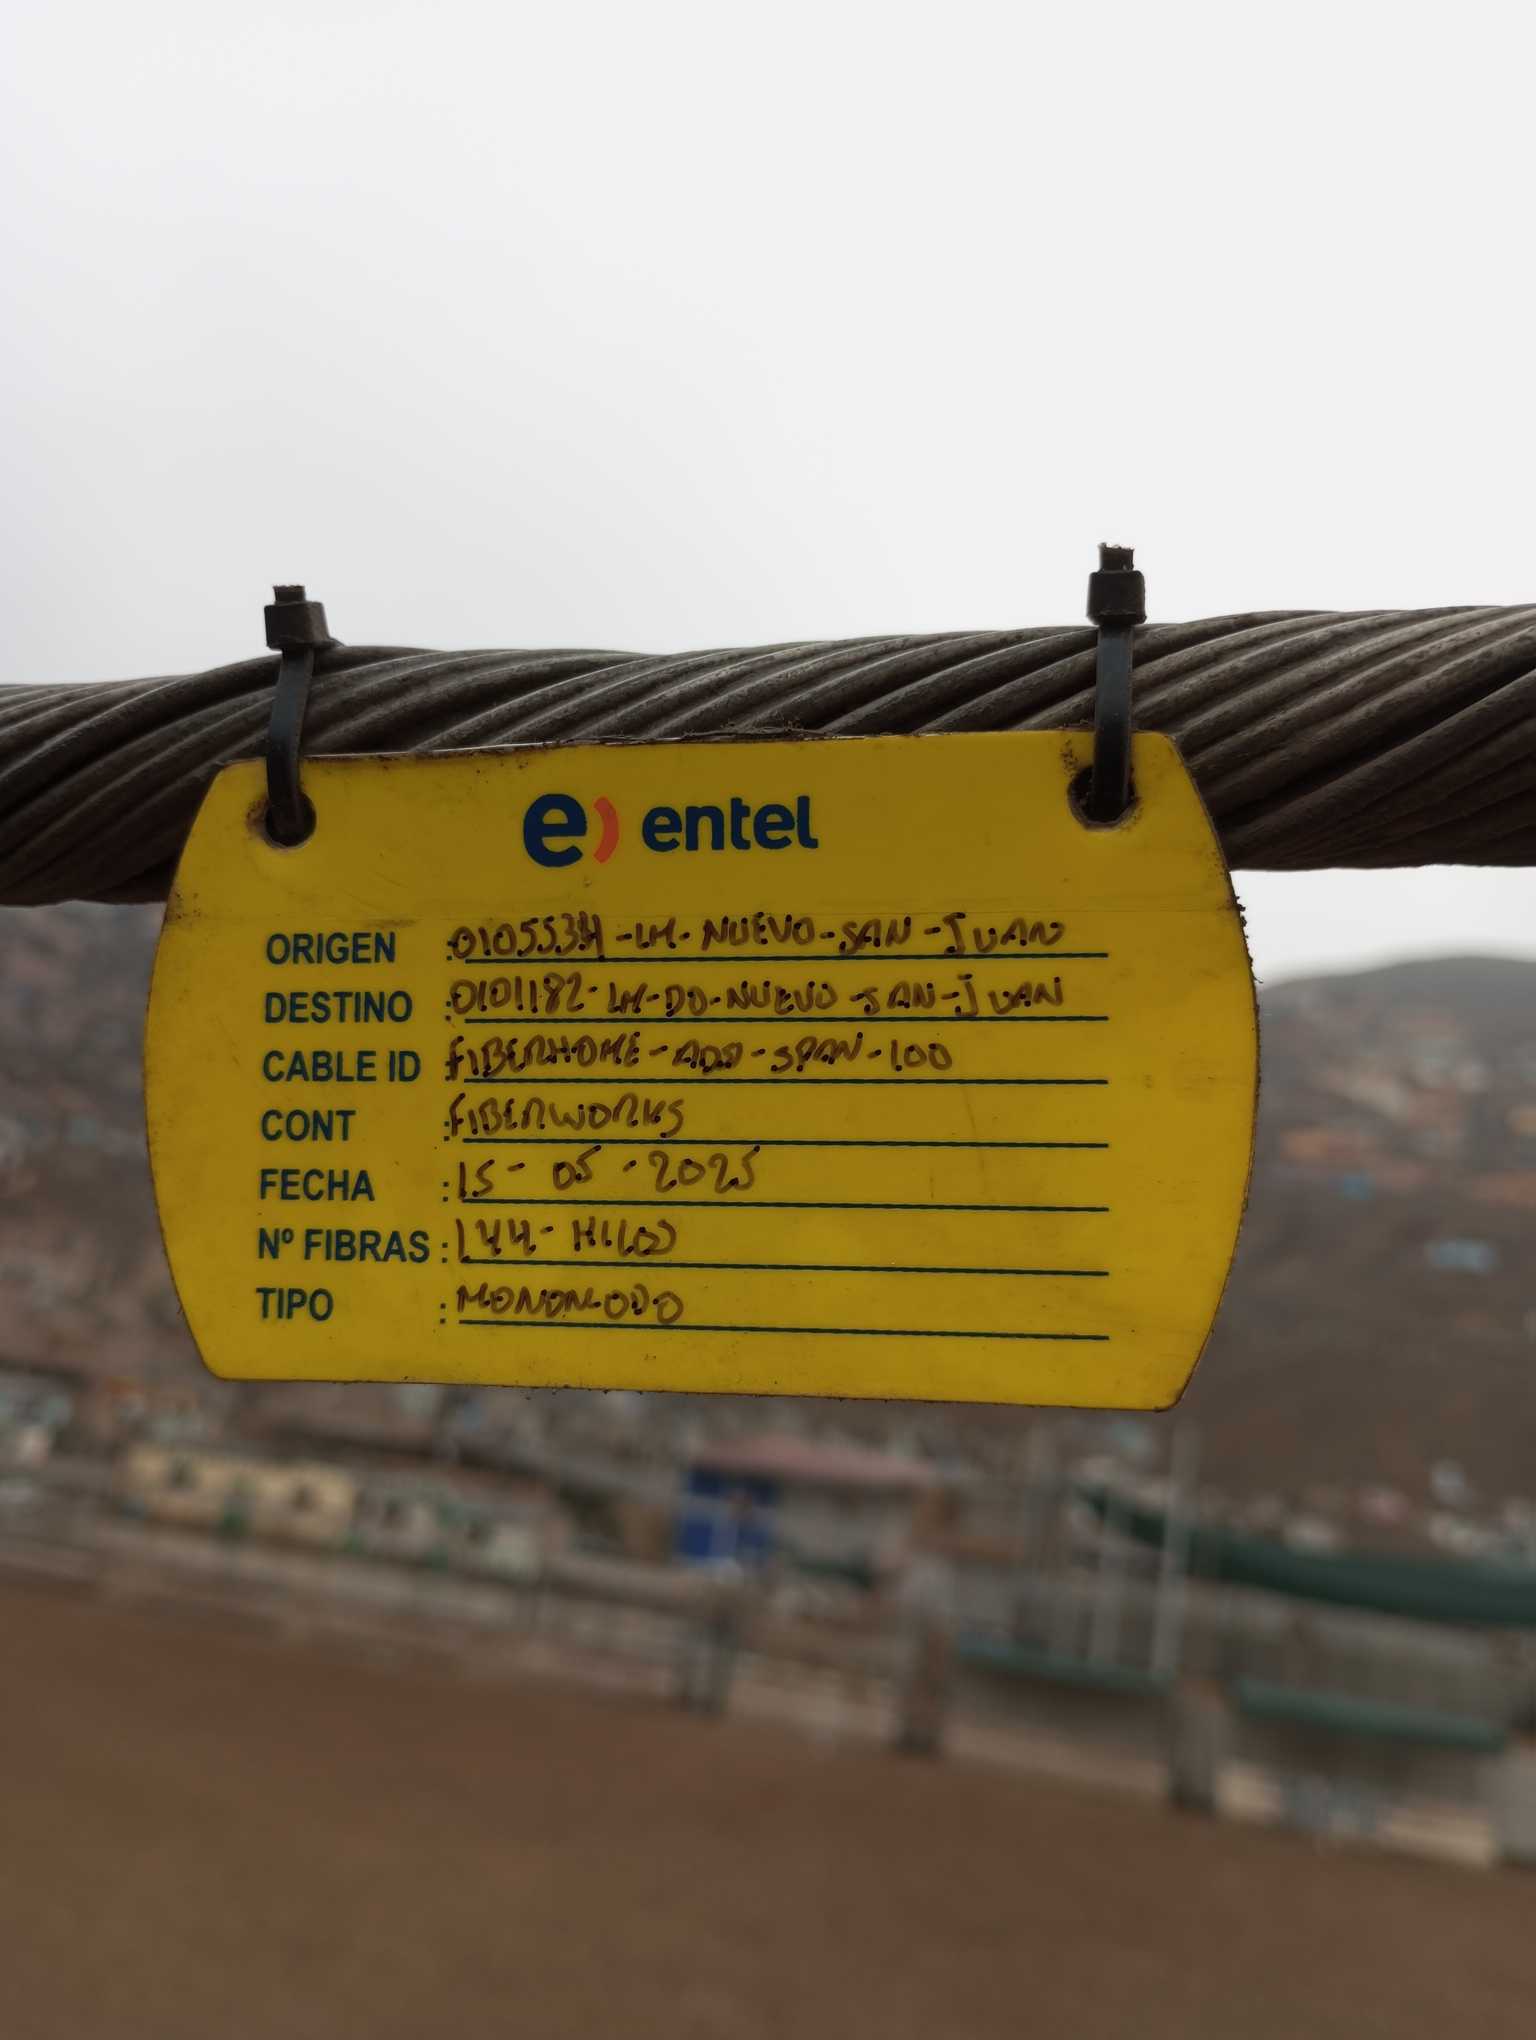 e) entel
ORIGEN : 0105534-LM-NUEVO-SAN-JUAN
DESTINO : 0101182-LM-DO-NUEVO-SAN-JUAN
CABLE ID : FIBERHOME-ADD-SPAN-100
CONT : FIBERWORKS
FECHA : 15-05-2025
Nº FIBRAS : 144-HILOS
TIPO : MONOMODO